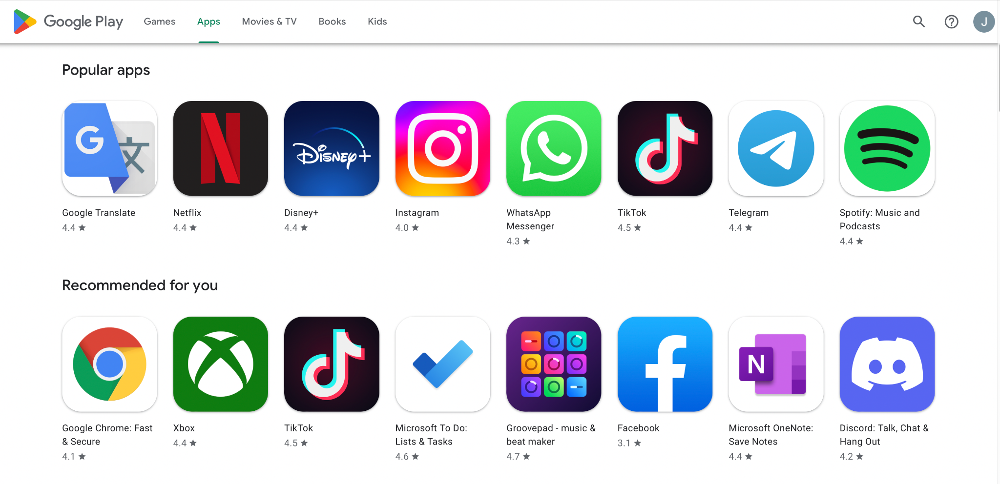 Google Play Games Apps Movies & TV Books Kids J
Popular apps
G 文
Disney+
Google Translate
4.4 ★
Netflix
4.4 ★
Disney+
4.4 ★
Instagram
4.0 ★
WhatsApp
Messenger
4.3 ★
TikTok
4.5 ★
Telegram
4.4 ★
Spotify: Music and
Podcasts
4.4 ★
Recommended for you
N
Google Chrome: Fast
& Secure
4.1 ★
Xbox
4.4 ★
TikTok
4.5 ★
Microsoft To Do:
Lists & Tasks
4.6 ★
Groovepad - music &
beat maker
4.7 ★
Facebook
3.1 ★
Microsoft OneNote:
Save Notes
4.4 ★
Discord: Talk, Chat &
Hang Out
4.2 ★